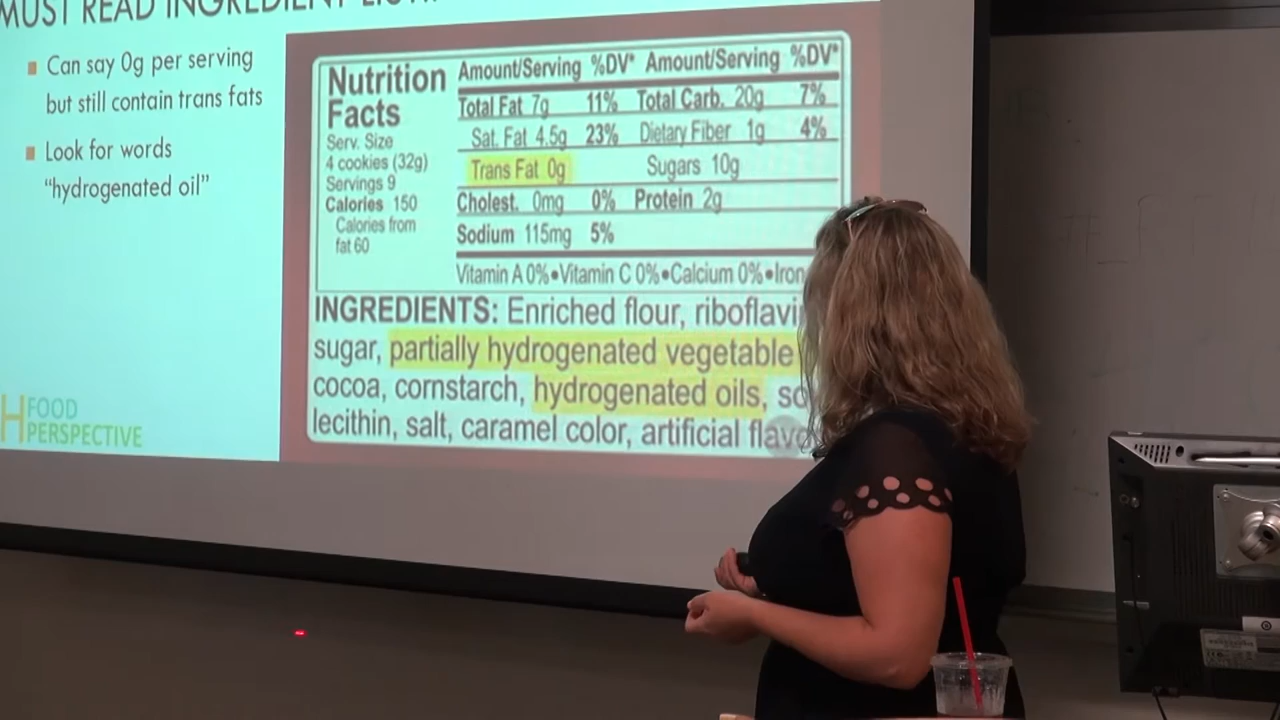 MUST READ INGREDIENT
Can say 0g per serving
but still contain trans fats
Look for words
“hydrogenated oil”
H FOOD
PERSPECTIVE
Nutrition
Facts
Serv. Size
4 cookies (32g)
Servings 9
Calories 150
Calories from
fat 60
Amount/Serving %DV* Amount/Serving %DV*
Total Fat 7g 11% Total Carb. 20g 7%
Sat. Fat 4.5g 23% Dietary Fiber 1g 4%
Trans Fat 0g Sugars 10g
Cholest. 0mg 0% Protein 2g
Sodium 115mg 5%
Vitamin A 0%•Vitamin C 0%•Calcium 0%•Iron
INGREDIENTS: Enriched flour, riboflavi
sugar, partially hydrogenated vegetable
cocoa, cornstarch, hydrogenated oils, so
lecithin, salt, caramel color, artificial flavo